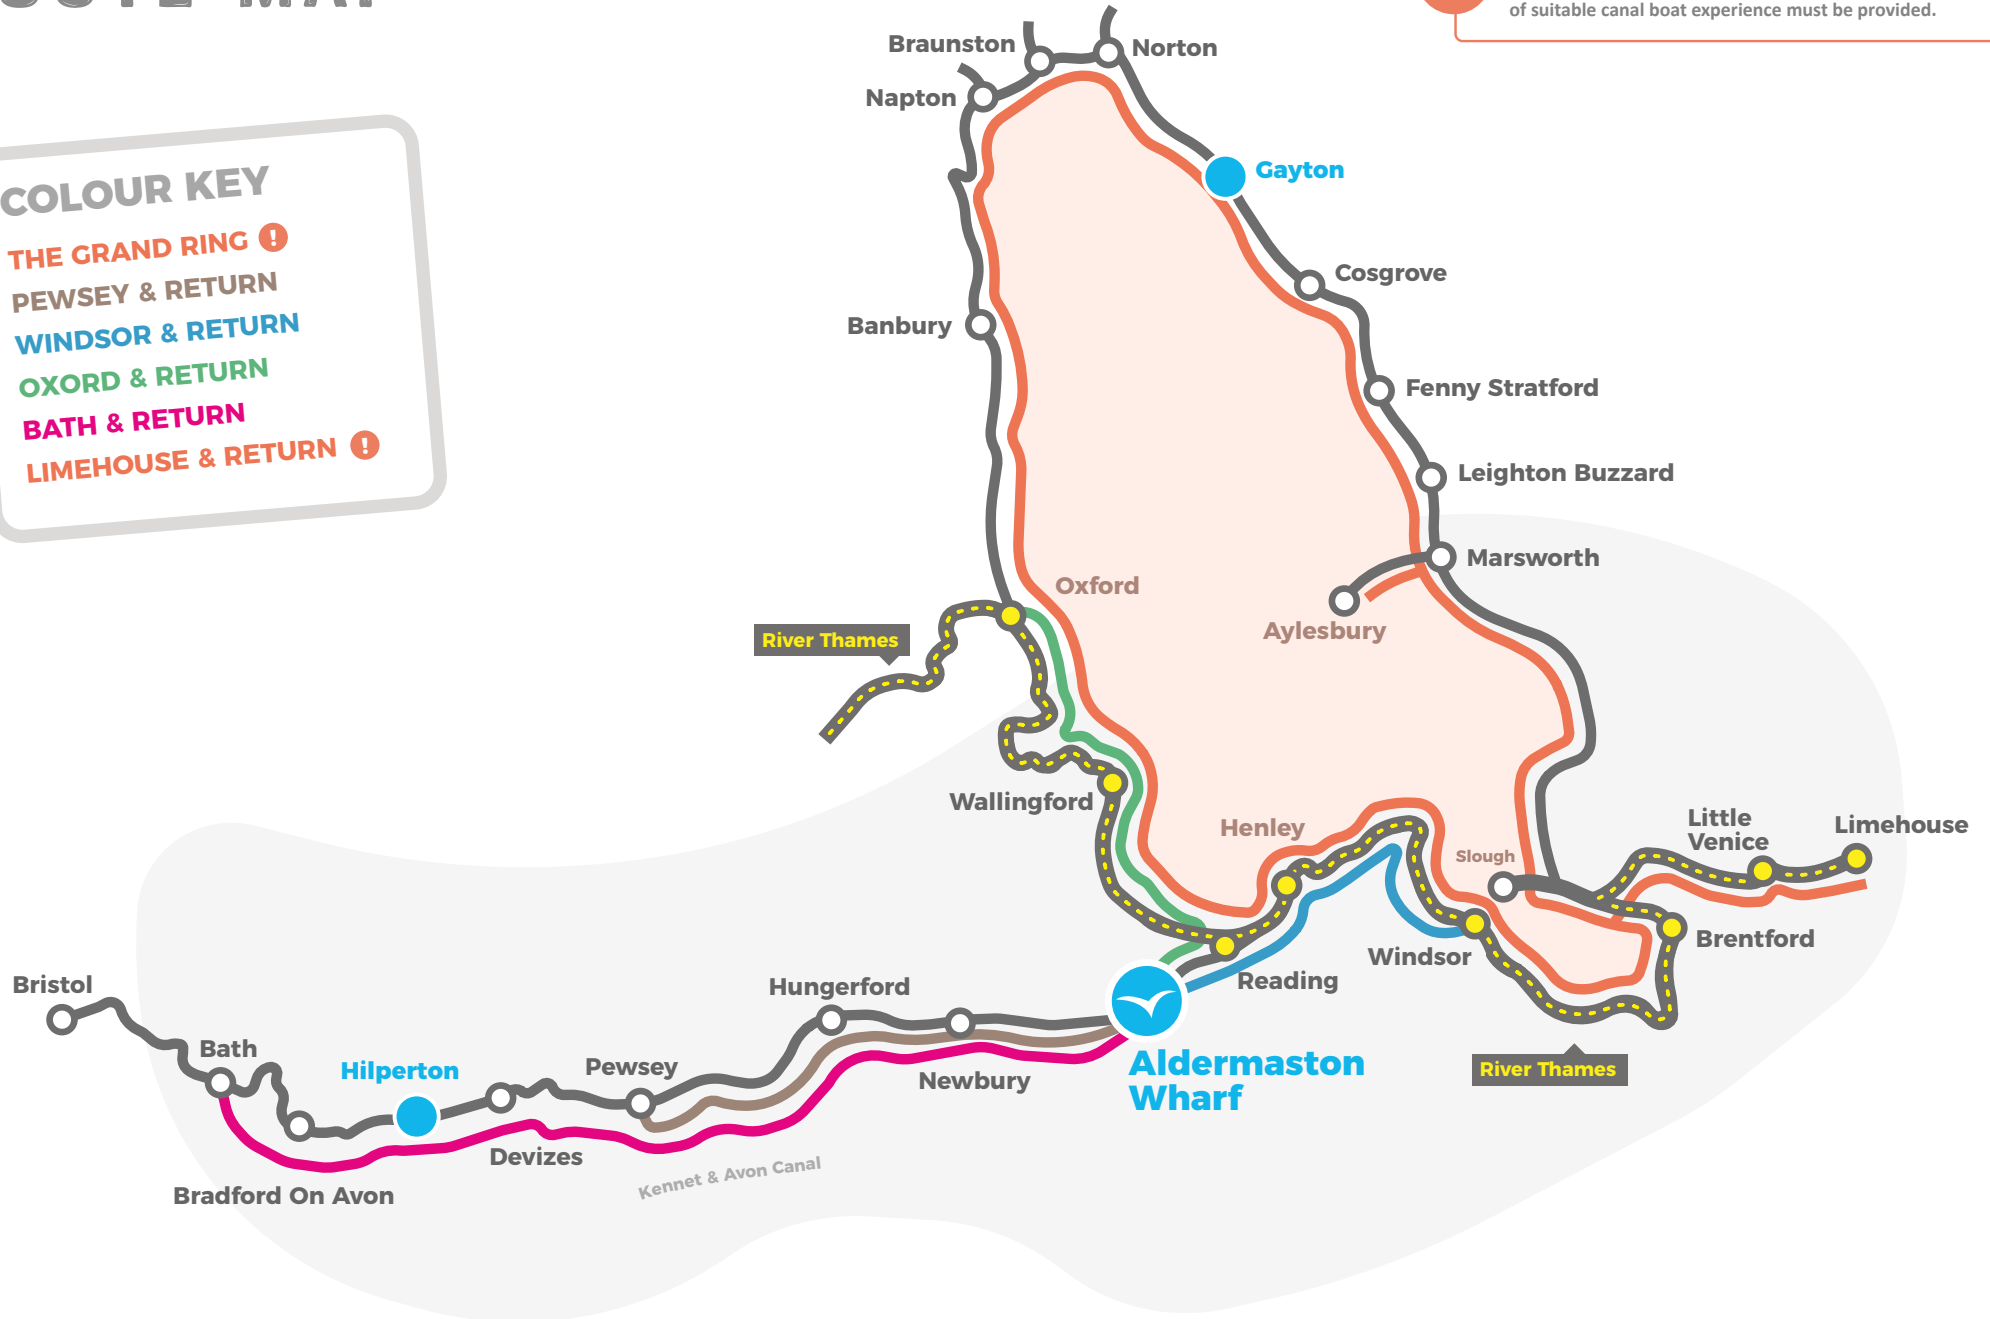 of suitable canal boat experience must be provided.
COLOUR KEY
THE GRAND RING !
PEWSEY & RETURN
WINDSOR & RETURN
OXORD & RETURN
BATH & RETURN
LIMEHOUSE & RETURN !
Braunston
Norton
Napton
Gayton
Cosgrove
Banbury
Fenny Stratford
Leighton Buzzard
Marsworth
Oxford
Aylesbury
River Thames
Wallingford
Henley
Slough
Little
Venice
Limehouse
Brentford
Windsor
Reading
River Thames
Aldermaston
Wharf
Hungerford
Newbury
Pewsey
Kennet & Avon Canal
Devizes
Hilperton
Bradford On Avon
Bath
Bristol